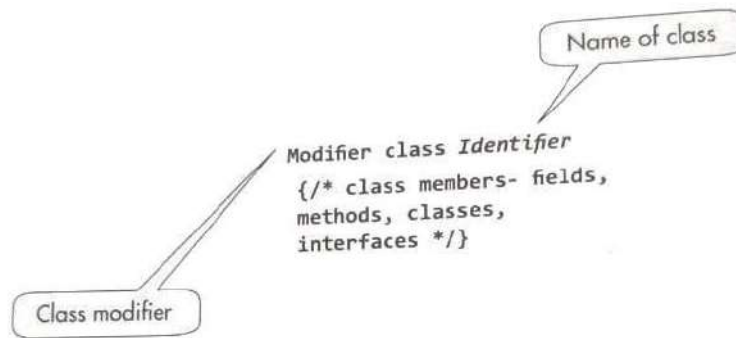 Name of class
Modifier class Identifier
{/* class members- fields,
methods, classes,
interfaces */}
Class modifier